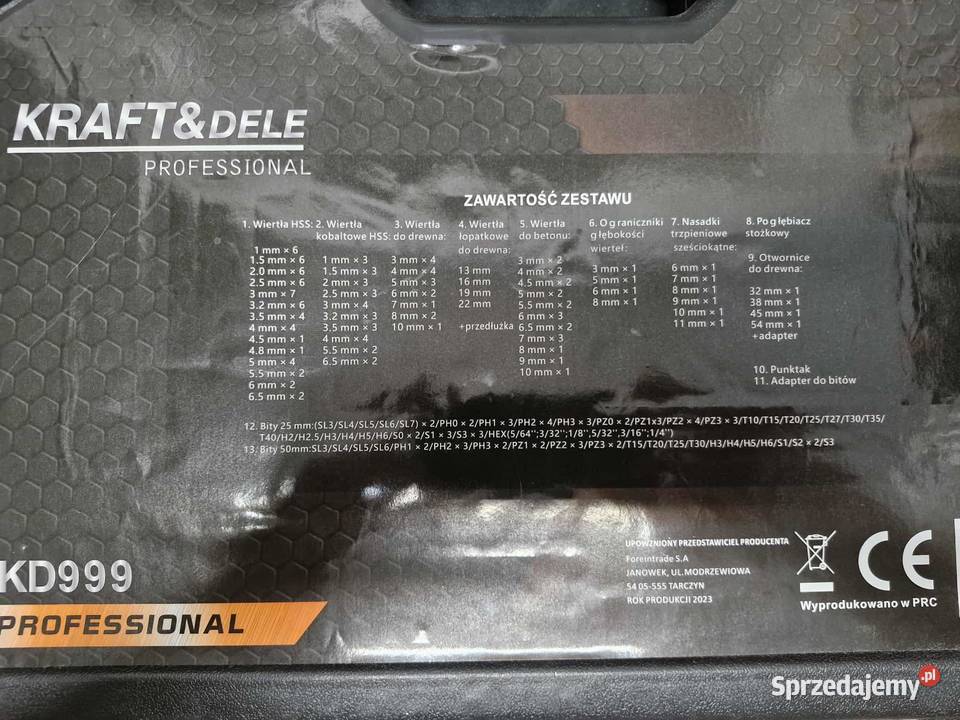 KRAFT&DELE
PROFESSIONAL
ZAWARTOŚĆ ZESTAWU
1. Wiertła HSS:
1 mm × 6
1.5 mm × 6
2.0 mm × 6
2.5 mm × 6
3 mm × 7
3.2 mm × 6
3.5 mm × 4
4 mm × 4
4.5 mm × 1
4.8 mm × 1
5 mm × 4
5.5 mm × 2
6 mm × 2
6.5 mm × 2
2. Wiertła
kobaltowe HSS:
1 mm × 3
1.5 mm × 3
2 mm × 3
2.5 mm × 3
3 mm × 4
3.2 mm × 3
3.5 mm × 3
4 mm × 4
5.5 mm × 2
6.5 mm × 2
3. Wiertła
do drewna:
3 mm × 4
4 mm × 4
5 mm × 3
6 mm × 2
7 mm × 1
8 mm × 2
10 mm × 1
4. Wiertła
łopatkowe
do drewna:
13 mm
16 mm
19 mm
22 mm
+przedłużka
5. Wiertła
do betonu:
3 mm × 2
4 mm × 2
4.5 mm × 2
5 mm × 2
5.5 mm × 2
6 mm × 3
6.5 mm × 2
7 mm × 3
8 mm × 1
9 mm × 1
10 mm × 1
6. Ograniczniki
głębokości
wierteł:
3 mm × 1
5 mm × 1
6 mm × 1
8 mm × 1
7. Nasadki
trzpieniowe
sześciokątne:
6 mm × 1
7 mm × 1
8 mm × 1
9 mm × 1
10 mm × 1
11 mm × 1
8. Pogłębiacz
stożkowy
9. Otwornice
do drewna:
32 mm × 1
38 mm × 1
45 mm × 1
54 mm × 1
+adapter
10. Punktak
11. Adapter do bitów
12. Bity 25 mm:(SL3/SL4/SL5/SL6/SL7) × 2/PH0 × 2/PH1 × 3/PH2 × 4/PH3 × 3/PZ0 × 2/PZ1x3/PZ2 × 4/PZ3 × 3/T10/T15/T20/T25/T27/T30/T35/
T40/H2/H2.5/H3/H4/H5/H6/S0 × 2/S1 × 3/S3 × 3/HEX(5/64";3/32";1/8";5/32";3/16";1/4")
13. Bity 50mm:SL3/SL4/SL5/SL6/PH1 × 2/PH2 × 3/PH3 × 2/PZ1 × 2/PZ2 × 3/PZ3 × 2/T15/T20/T25/T30/H3/H4/H5/H6/S1/S2 × 2/S3
KD999
PROFESSIONAL
UPOWŻNIONY PRZEDSTAWICIEL PRODUCENTA
Foreintrade S.A
JANOWEK, UL.MODRZEWIOWA
54 05-555 TARCZYN
ROK PRODUKCJI 2023
CE
Wyprodukowano w PRC
Sprzedajemy.pl